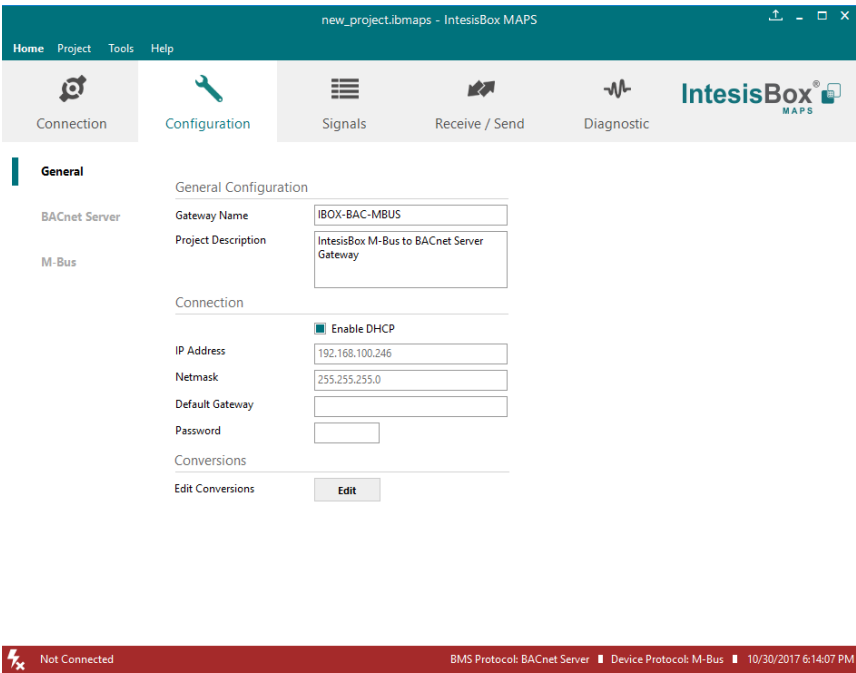 new_project.ibmaps - IntesisBox MAPS
Home Project Tools Help
Connection Configuration Signals Receive / Send Diagnostic
IntesisBox®
MAPS
General
BACnet Server
M-Bus
General Configuration
Gateway Name IBOX-BAC-MBUS
Project Description IntesisBox M-Bus to BACnet Server
Gateway
Connection
Enable DHCP
IP Address 192.168.100.246
Netmask 255.255.255.0
Default Gateway
Password
Conversions
Edit Conversions Edit
Not Connected BMS Protocol: BACnet Server Device Protocol: M-Bus 10/30/2017 6:14:07 PM